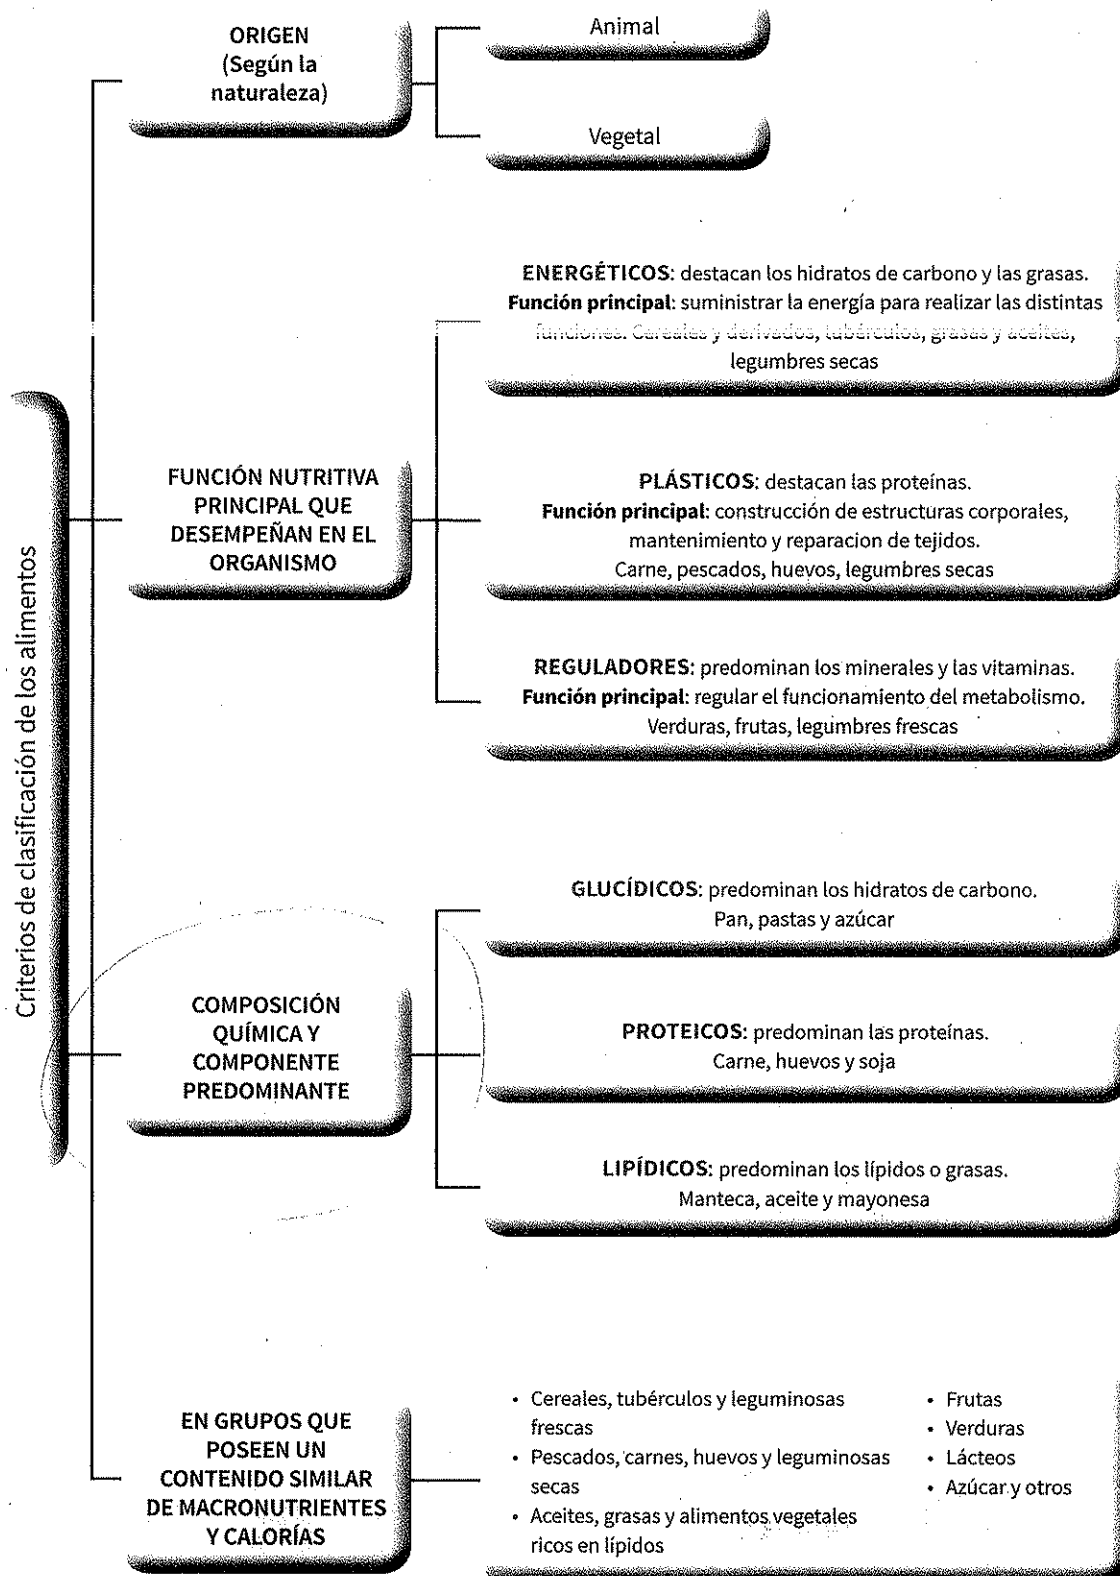 Criterios de clasificación de los alimentos
ORIGEN
(Según la
naturaleza)
Animal
Vegetal
FUNCIÓN NUTRITIVA
PRINCIPAL QUE
DESEMPEÑAN EN EL
ORGANISMO
ENERGÉTICOS: destacan los hidratos de carbono y las grasas.
Función principal: suministrar la energía para realizar las distintas
funciones. Cereales y derivados, tubérculos, grasas y aceites,
legumbres secas
PLÁSTICOS: destacan las proteínas.
Función principal: construcción de estructuras corporales,
mantenimiento y reparacion de tejidos.
Carne, pescados, huevos, legumbres secas
REGULADORES: predominan los minerales y las vitaminas.
Función principal: regular el funcionamiento del metabolismo.
Verduras, frutas, legumbres frescas
COMPOSICIÓN
QUÍMICA Y
COMPONENTE
PREDOMINANTE
GLUCÍDICOS: predominan los hidratos de carbono.
Pan, pastas y azúcar
PROTEICOS: predominan las proteínas.
Carne, huevos y soja
LIPÍDICOS: predominan los lípidos o grasas.
Manteca, aceite y mayonesa
EN GRUPOS QUE
POSEEN UN
CONTENIDO SIMILAR
DE MACRONUTRIENTES
Y CALORÍAS
• Cereales, tubérculos y leguminosas
frescas
• Pescados, carnes, huevos y leguminosas
secas
• Aceites, grasas y alimentos vegetales
ricos en lípidos
• Frutas
• Verduras
• Lácteos
• Azúcar y otros